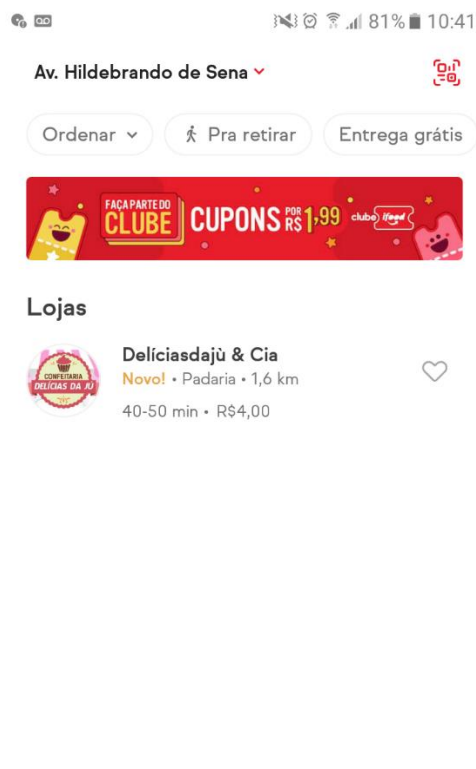 81% 10:41
Av. Hildebrando de Sena
Ordenar
Pra retirar
Entrega grátis
FAÇA PARTE DO
CLUBE
CUPONS POR R$ 1,99
clube ifood
Lojas
CONFEITARIA
DELÍCIAS DA JÚ
Delíciasdajù & Cia
Novo! • Padaria • 1,6 km
40-50 min • R$4,00